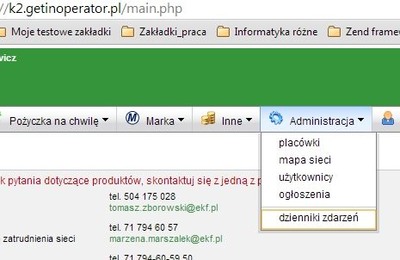 //k2.getinoperator.pl/main.php
Moje testowe zakładki Zakładki_praca Informatyka różne Zend framew
wicz
Pożyczka na chwilę M Marka Inne Administracja
placówki
mapa sieci
użytkownicy
ogłoszenia
dzienniki zdarzeń
k pytania dotyczące produktów, skontaktuj się z jedną z p
tel. 504 175 028
tomasz.zborowski@ekf.pl
tel. 71 794 60 57
zatrudnienia sieci marzena.marszalek@ekf.pl
tel. 71 794-60-59,50